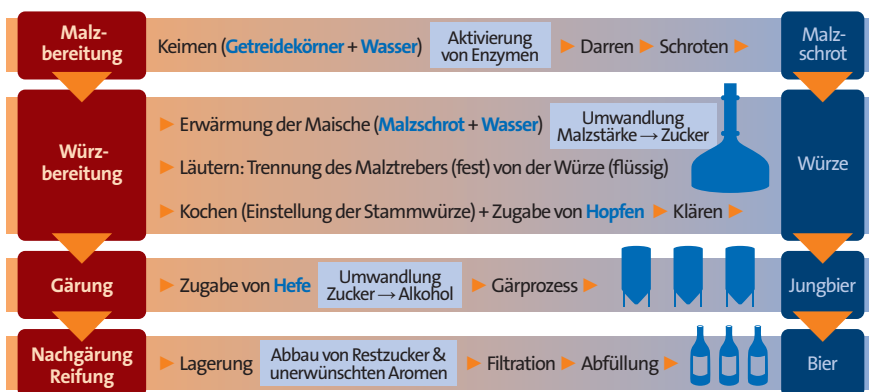 Malz-
bereitung
Keimen (Getreidekörner + Wasser)
Aktivierung
von Enzymen
Darren
Schroten
Malz-
schrot
Würz-
bereitung
Erwärmung der Maische (Malzschrot + Wasser)
Umwandlung
Malzstärke → Zucker
Läutern: Trennung des Malztrebers (fest) von der Würze (flüssig)
Kochen (Einstellung der Stammwürze) + Zugabe von Hopfen
Klären
Würze
Gärung
Zugabe von Hefe
Umwandlung
Zucker → Alkohol
Gärprozess
Jungbier
Nachgärung
Reifung
Lagerung
Abbau von Restzucker &
unerwünschten Aromen
Filtration
Abfüllung
Bier